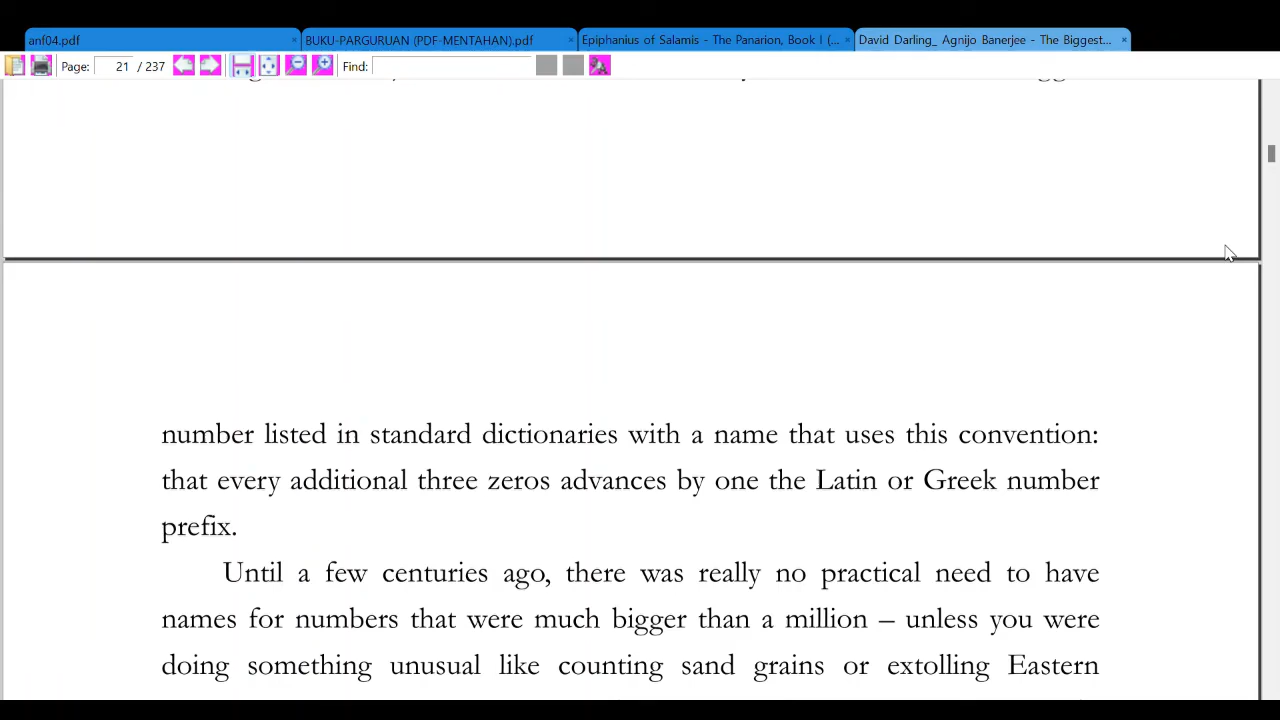 anf04.pdf
BUKU-PARGURUAN (PDF-MENTAHAN).pdf
Epiphanius of Salamis - The Panarion, Book I (...
David Darling_ Agnijo Banerjee - The Biggest...
Page: 21 / 237
Find:
number listed in standard dictionaries with a name that uses this convention:
that every additional three zeros advances by one the Latin or Greek number
prefix.
Until a few centuries ago, there was really no practical need to have
names for numbers that were much bigger than a million – unless you were
doing something unusual like counting sand grains or extolling Eastern